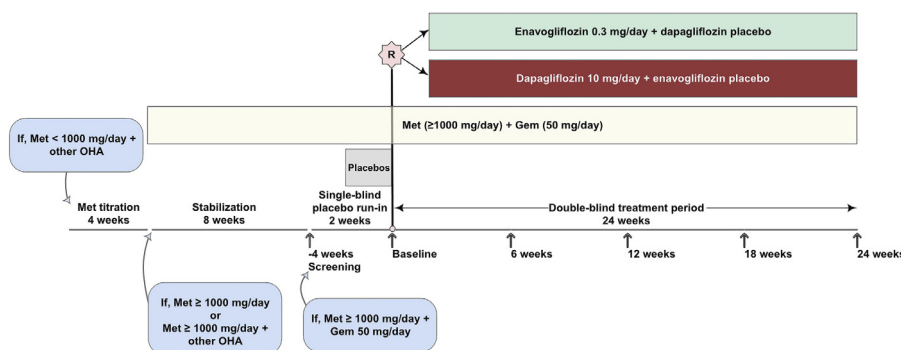 Enavogliflozin 0.3 mg/day + dapagliflozin placebo
R
Dapagliflozin 10 mg/day + enavogliflozin placebo
Met (≥1000 mg/day) + Gem (50 mg/day)
If, Met < 1000 mg/day +
other OHA
Placebos
Met titration
4 weeks
Stabilization
8 weeks
Single-blind
placebo run-in
2 weeks
Double-blind treatment period
24 weeks
-4 weeks
Screening
Baseline
6 weeks
12 weeks
18 weeks
24 weeks
If, Met ≥ 1000 mg/day
or
Met ≥ 1000 mg/day +
other OHA
If, Met ≥ 1000 mg/day +
Gem 50 mg/day